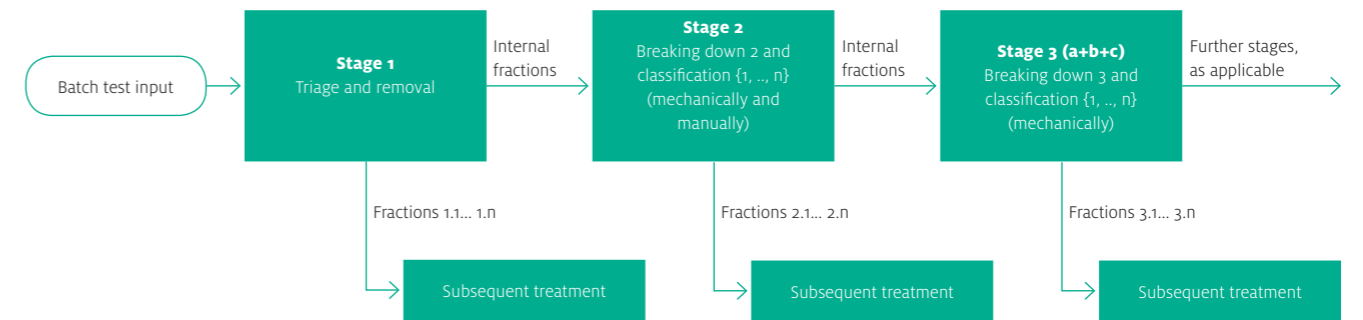 Batch test input
Stage 1
Triage and removal
Internal
fractions
Stage 2
Breaking down 2 and
classification {1, .., n}
(mechanically and
manually)
Internal
fractions
Stage 3 (a+b+c)
Breaking down 3 and
classification {1, .., n}
(mechanically)
Further stages,
as applicable
Fractions 1.1... 1.n
Fractions 2.1... 2.n
Fractions 3.1... 3.n
Subsequent treatment
Subsequent treatment
Subsequent treatment